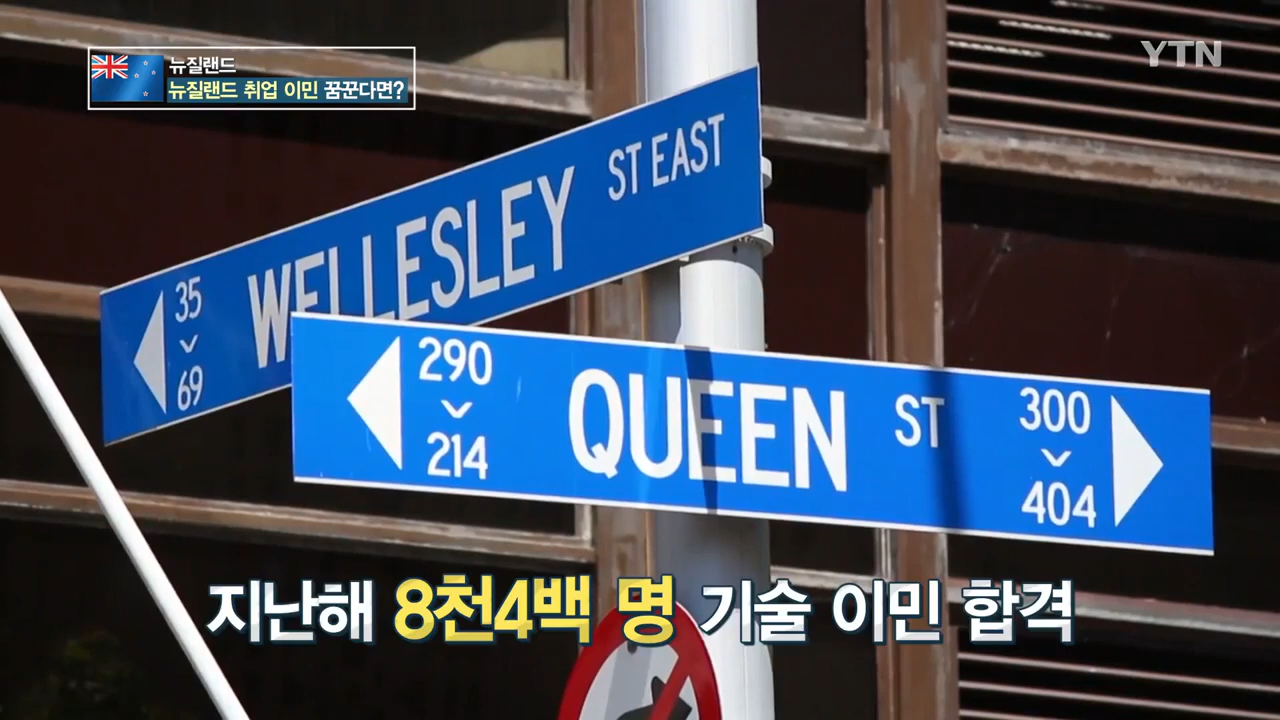 뉴질랜드
뉴질랜드 취업 이민 꿈꾼다면?
YTN
WELLESLEY ST EAST
35
69
290
214
QUEEN ST
300
404
지난해 8천4백 명 기술 이민 합격